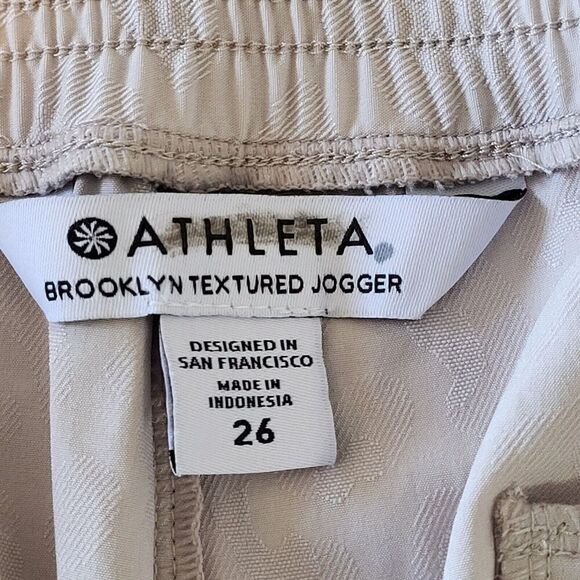 ATHLETA
BROOKLYN TEXTURED JOGGER
DESIGNED IN
SAN FRANCISCO
MADE IN
INDONESIA
26